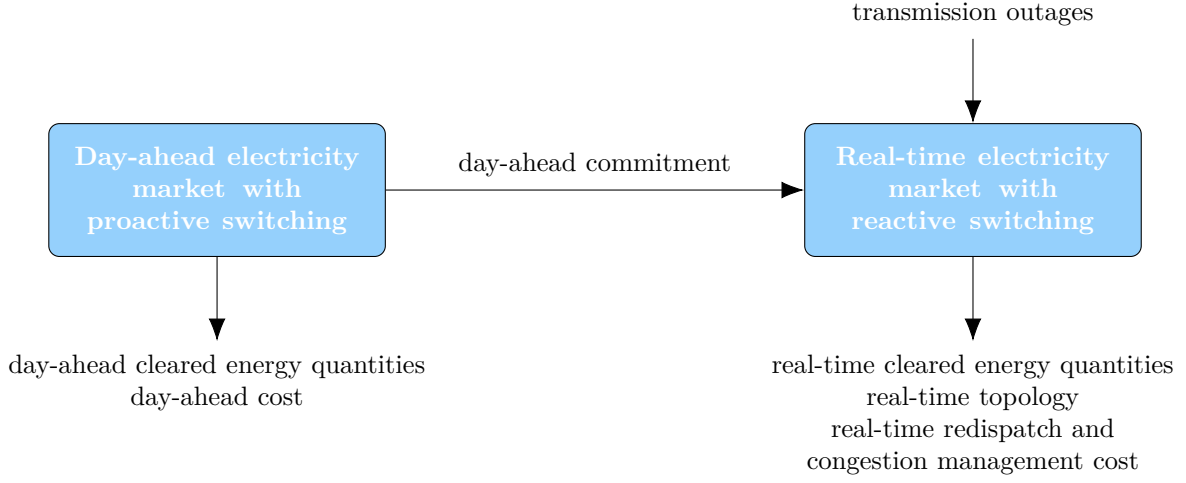 transmission outages
Day-ahead electricity
market with
proactive switching
day-ahead commitment
Real-time electricity
market with
reactive switching
day-ahead cleared energy quantities
day-ahead cost
real-time cleared energy quantities
real-time topology
real-time redispatch and
congestion management cost